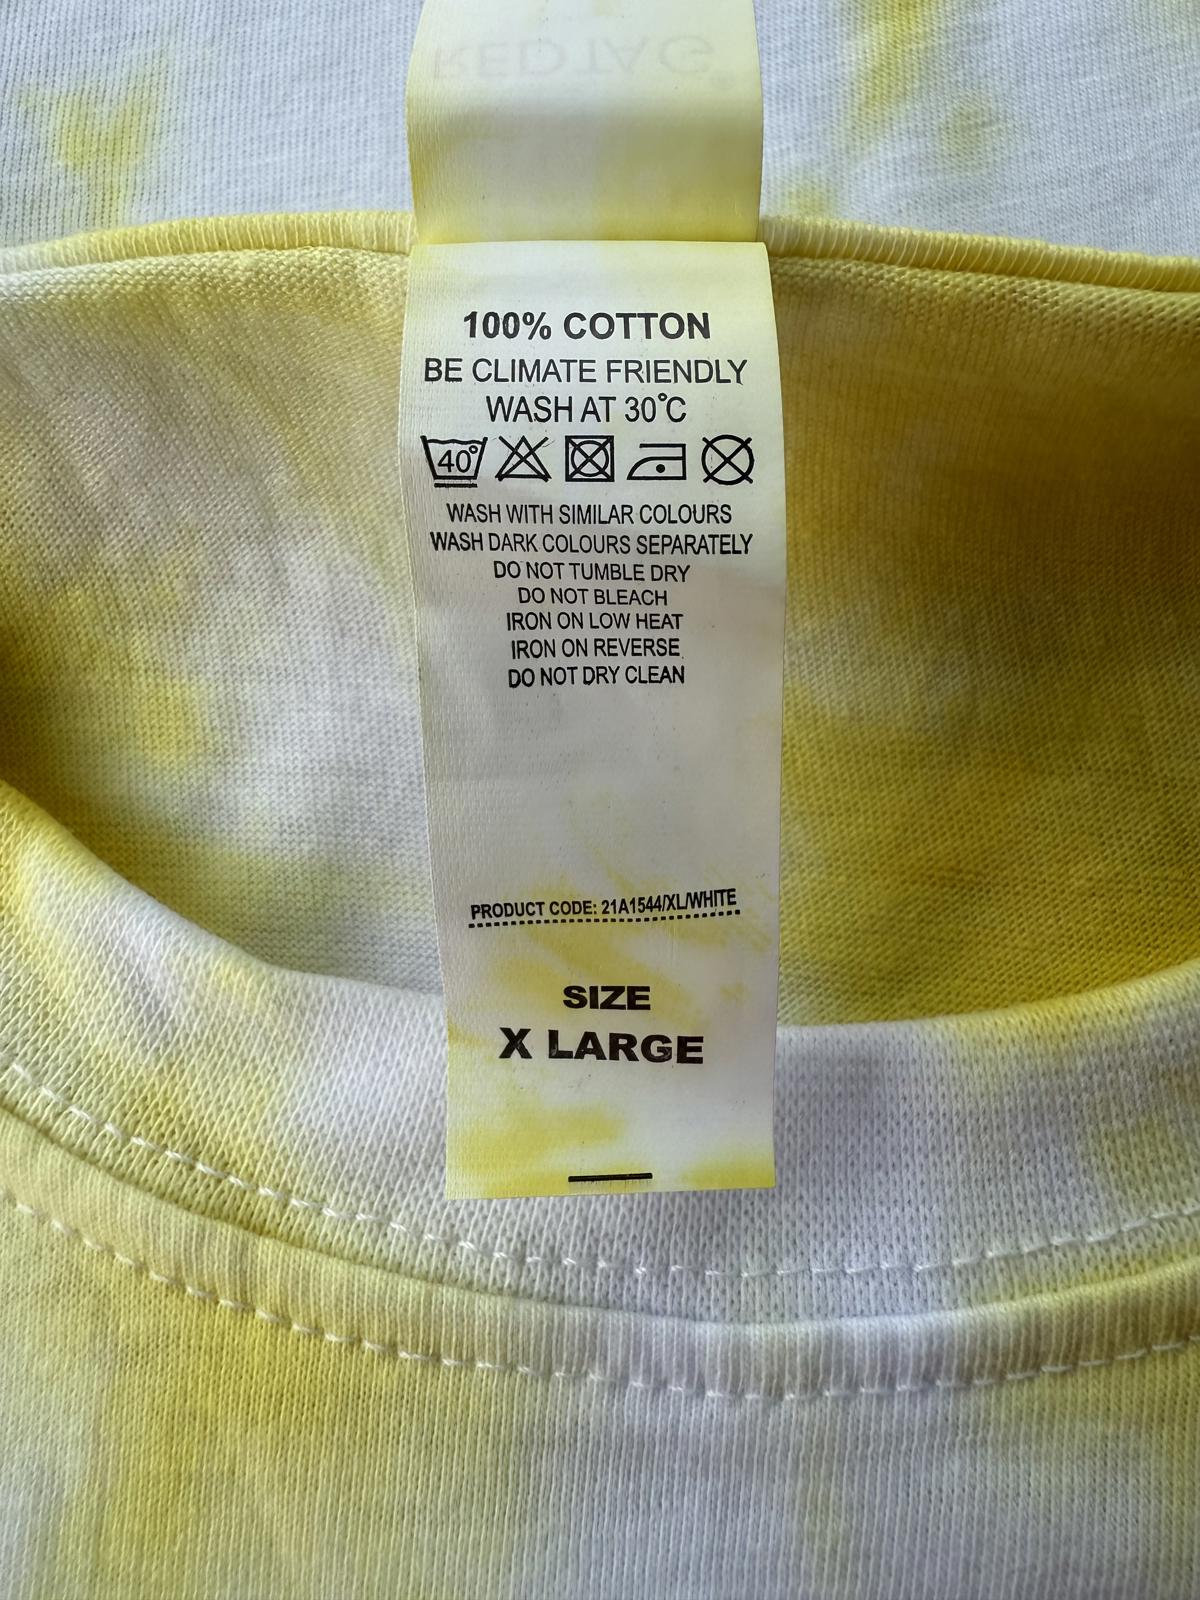 REDTAG
100% COTTON
BE CLIMATE FRIENDLY
WASH AT 30°C
40°
WASH WITH SIMILAR COLOURS
WASH DARK COLOURS SEPARATELY
DO NOT TUMBLE DRY
DO NOT BLEACH
IRON ON LOW HEAT
IRON ON REVERSE
DO NOT DRY CLEAN
PRODUCT CODE: 21A1544/XL/WHITE
SIZE
X LARGE